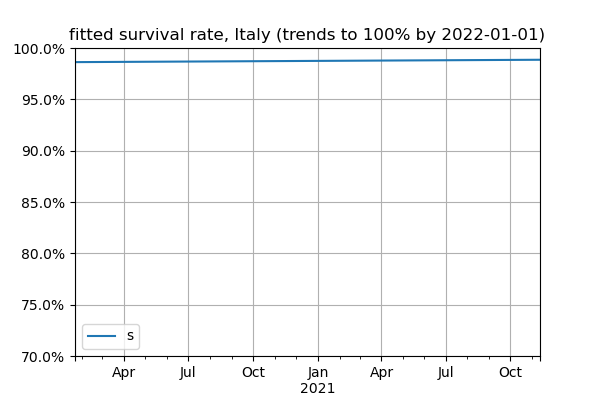 fitted survival rate, Italy (trends to 100% by 2022-01-01)
100.0%
95.0%
90.0%
85.0%
80.0%
75.0%
70.0%
s
Apr Jul Oct Jan Apr Jul Oct
2021